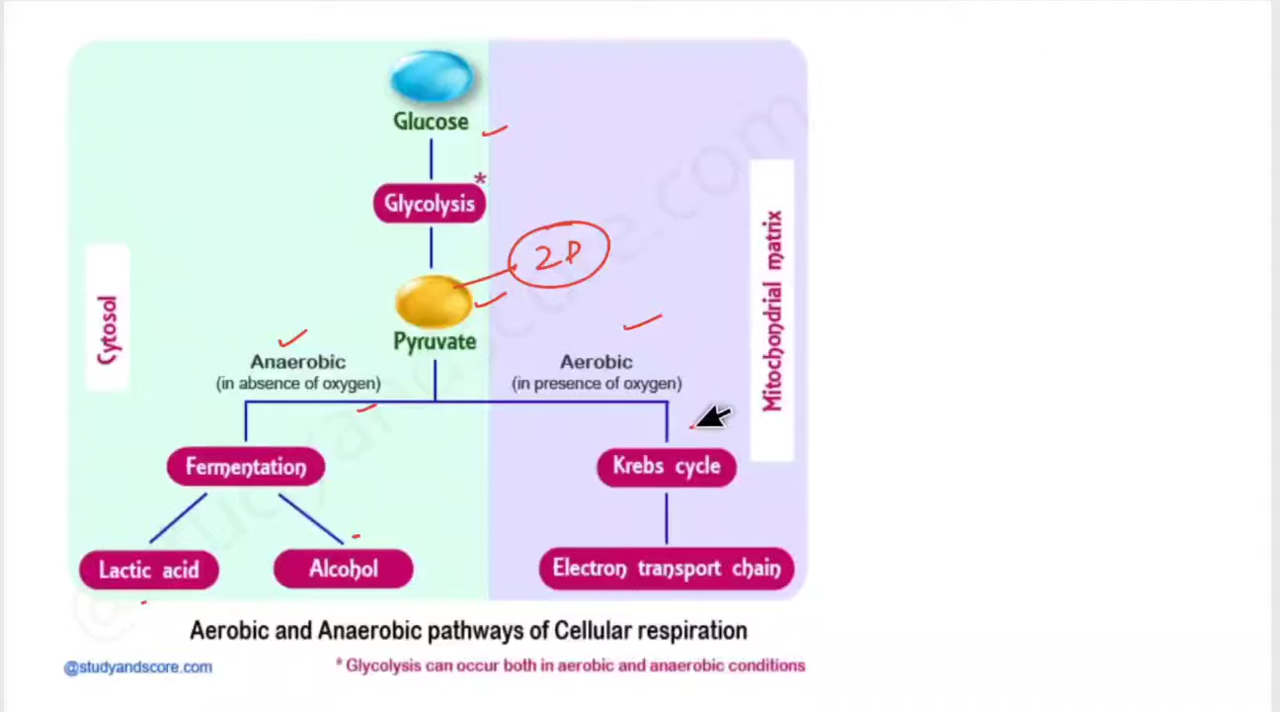 Glucose
*
Glycolysis
2P
Pyruvate
Cytosol
Mitochondrial matrix
Anaerobic
(in absence of oxygen)
Aerobic
(in presence of oxygen)
Fermentation
Krebs cycle
Lactic acid
Alcohol
Electron transport chain
Aerobic and Anaerobic pathways of Cellular respiration
@studyandscore.com
* Glycolysis can occur both in aerobic and anaerobic conditions
@studyandscore.com